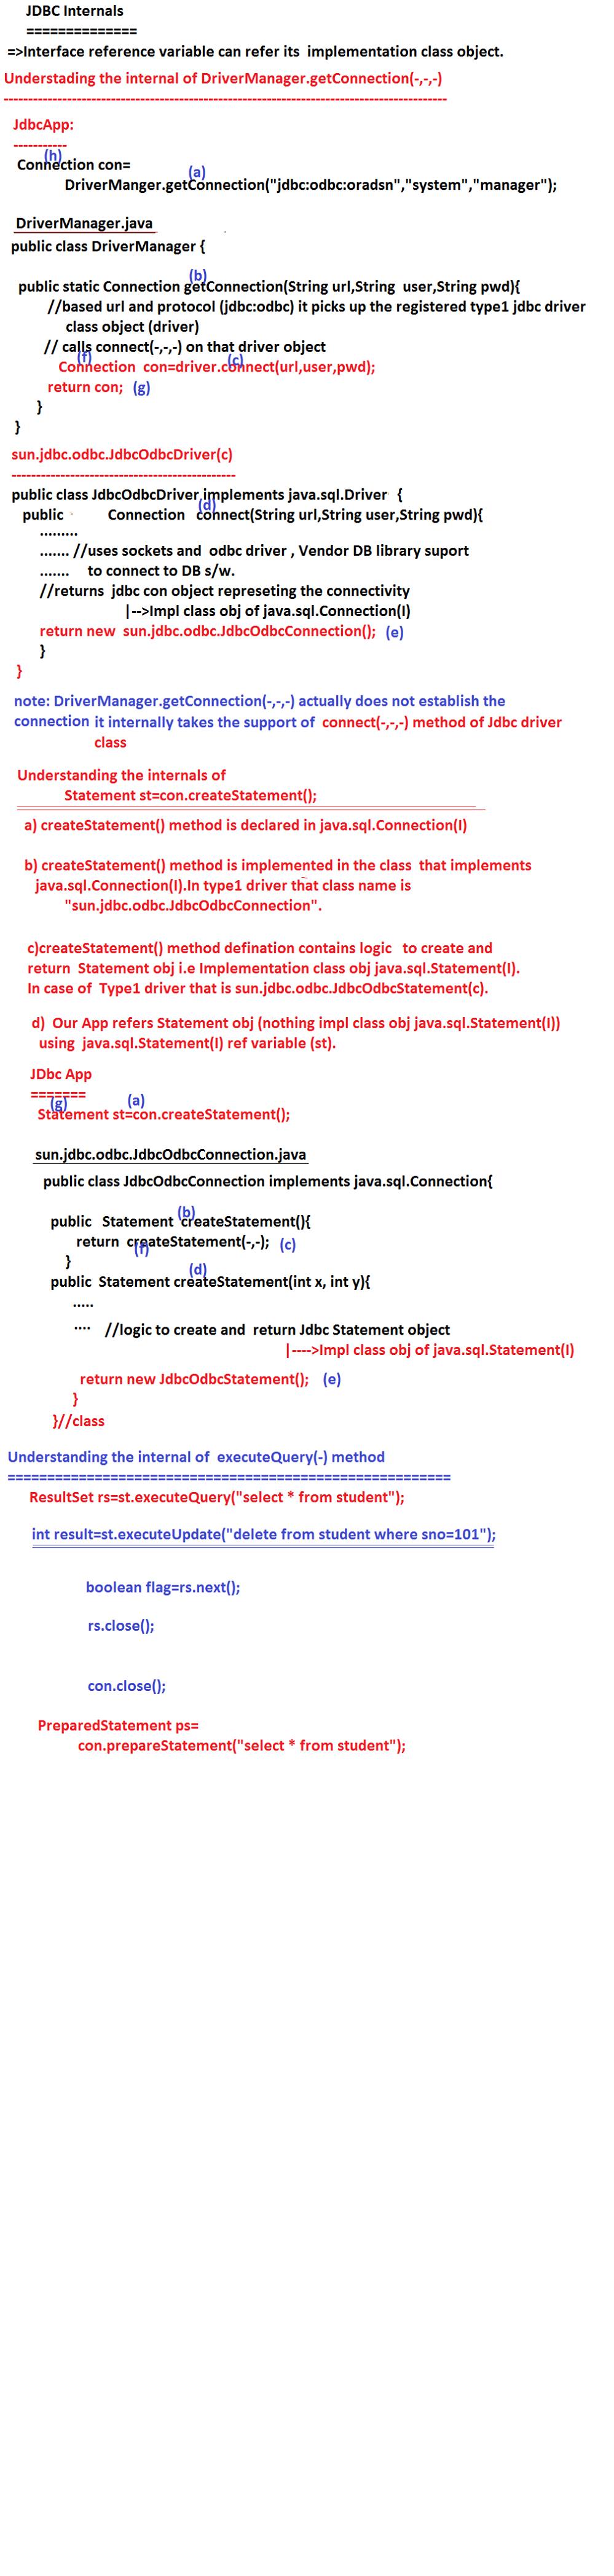 JDBC Internals
==============
=>Interface reference variable can refer its implementation class object.
Understading the internal of DriverManager.getConnection(-,-,-)
-------------------------------------------------------------------------------------------
JdbcApp:
-----------
(h)
Connection con=
(a)
DriverManger.getConnection("jdbc:odbc:oradsn","system","manager");
DriverManager.java
public class DriverManager {
(b)
public static Connection getConnection(String url,String user,String pwd){
//based url and protocol (jdbc:odbc) it picks up the registered type1 jdbc driver
class object (driver)
// calls connect(-,-,-) on that driver object
(f) (c)
Connection con=driver.connect(url,user,pwd);
return con; (g)
}
}
sun.jdbc.odbc.JdbcOdbcDriver(c)
----------------------------------------------
public class JdbcOdbcDriver implements java.sql.Driver {
(d)
public Connection connect(String url,String user,String pwd){
.........
....... //uses sockets and odbc driver , Vendor DB library suport
....... to connect to DB s/w.
//returns jdbc con object represeting the connectivity
|-->Impl class obj of java.sql.Connection(I)
return new sun.jdbc.odbc.JdbcOdbcConnection(); (e)
}
}
note: DriverManager.getConnection(-,-,-) actually does not establish the
connection it internally takes the support of connect(-,-,-) method of Jdbc driver
class
Understanding the internals of
Statement st=con.createStatement();
a) createStatement() method is declared in java.sql.Connection(I)
b) createStatement() method is implemented in the class that implements
java.sql.Connection(I).In type1 driver that class name is
"sun.jdbc.odbc.JdbcOdbcConnection".
c)createStatement() method defination contains logic to create and
return Statement obj i.e Implementation class obj java.sql.Statement(I).
In case of Type1 driver that is sun.jdbc.odbc.JdbcOdbcStatement(c).
d) Our App refers Statement obj (nothing impl class obj java.sql.Statement(I))
using java.sql.Statement(I) ref variable (st).
JDbc App
=======
(g) (a)
Statement st=con.createStatement();
sun.jdbc.odbc.JdbcOdbcConnection.java
public class JdbcOdbcConnection implements java.sql.Connection{
(b)
public Statement createStatement(){
return createStatement(-,-); (c)
(f)
}
(d)
public Statement createStatement(int x, int y){
.....
.... //logic to create and return Jdbc Statement object
|---->Impl class obj of java.sql.Statement(I)
return new JdbcOdbcStatement(); (e)
}
}//class
Understanding the internal of executeQuery(-) method
========================================================
ResultSet rs=st.executeQuery("select * from student");
int result=st.executeUpdate("delete from student where sno=101");
boolean flag=rs.next();
rs.close();
con.close();
PreparedStatement ps=
con.prepareStatement("select * from student");